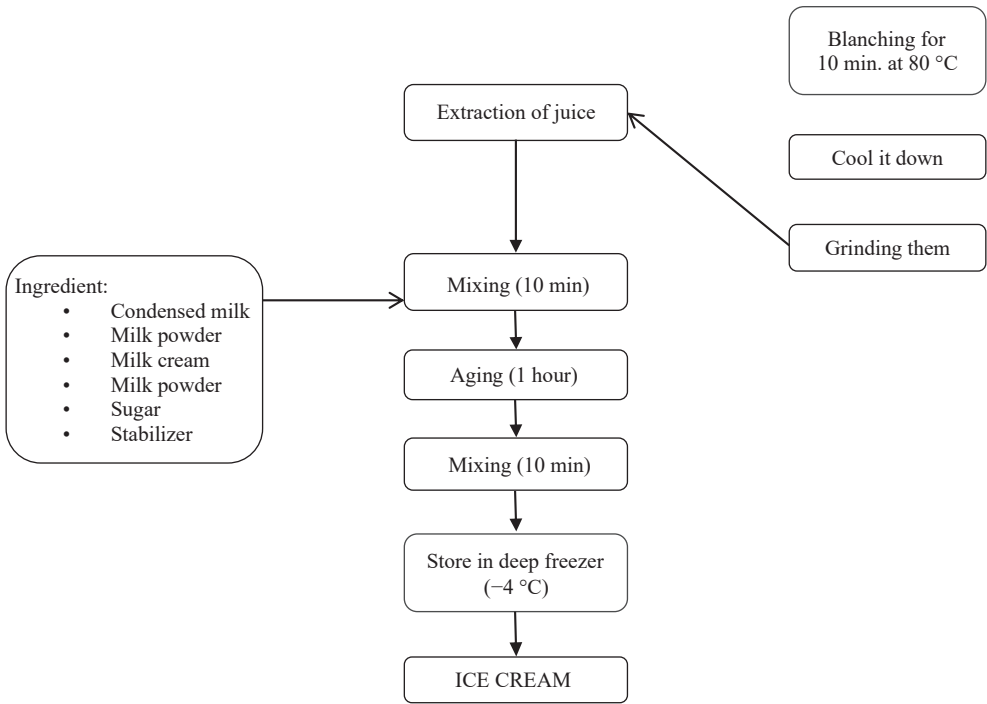 Blanching for
10 min. at 80 °C
Cool it down
Grinding them
Extraction of juice
Ingredient:
• Condensed milk
• Milk powder
• Milk cream
• Milk powder
• Sugar
• Stabilizer
Mixing (10 min)
Aging (1 hour)
Mixing (10 min)
Store in deep freezer
(−4 °C)
ICE CREAM